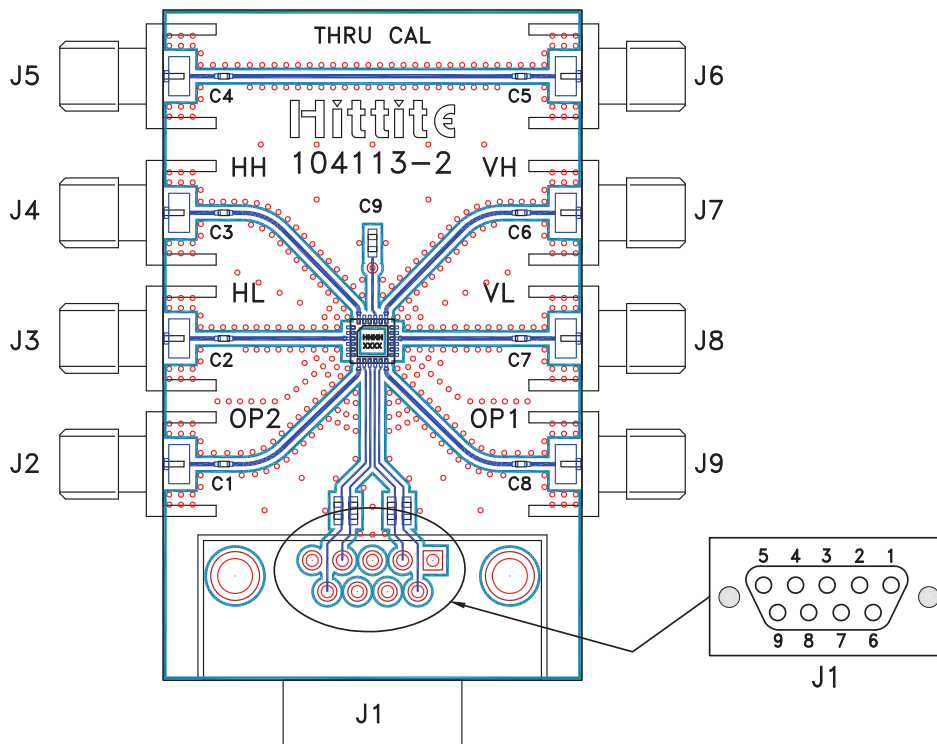 THRU CAL
J5
J6
C4
C5
Hittite
104113-2
HH
VH
J4
J7
C3
C9
C6
HL
VL
J3
J8
C2
HNNN
XXXX
C7
OP2
OP1
J2
J9
C1
C8
5 4 3 2 1
9 8 7 6
J1
J1